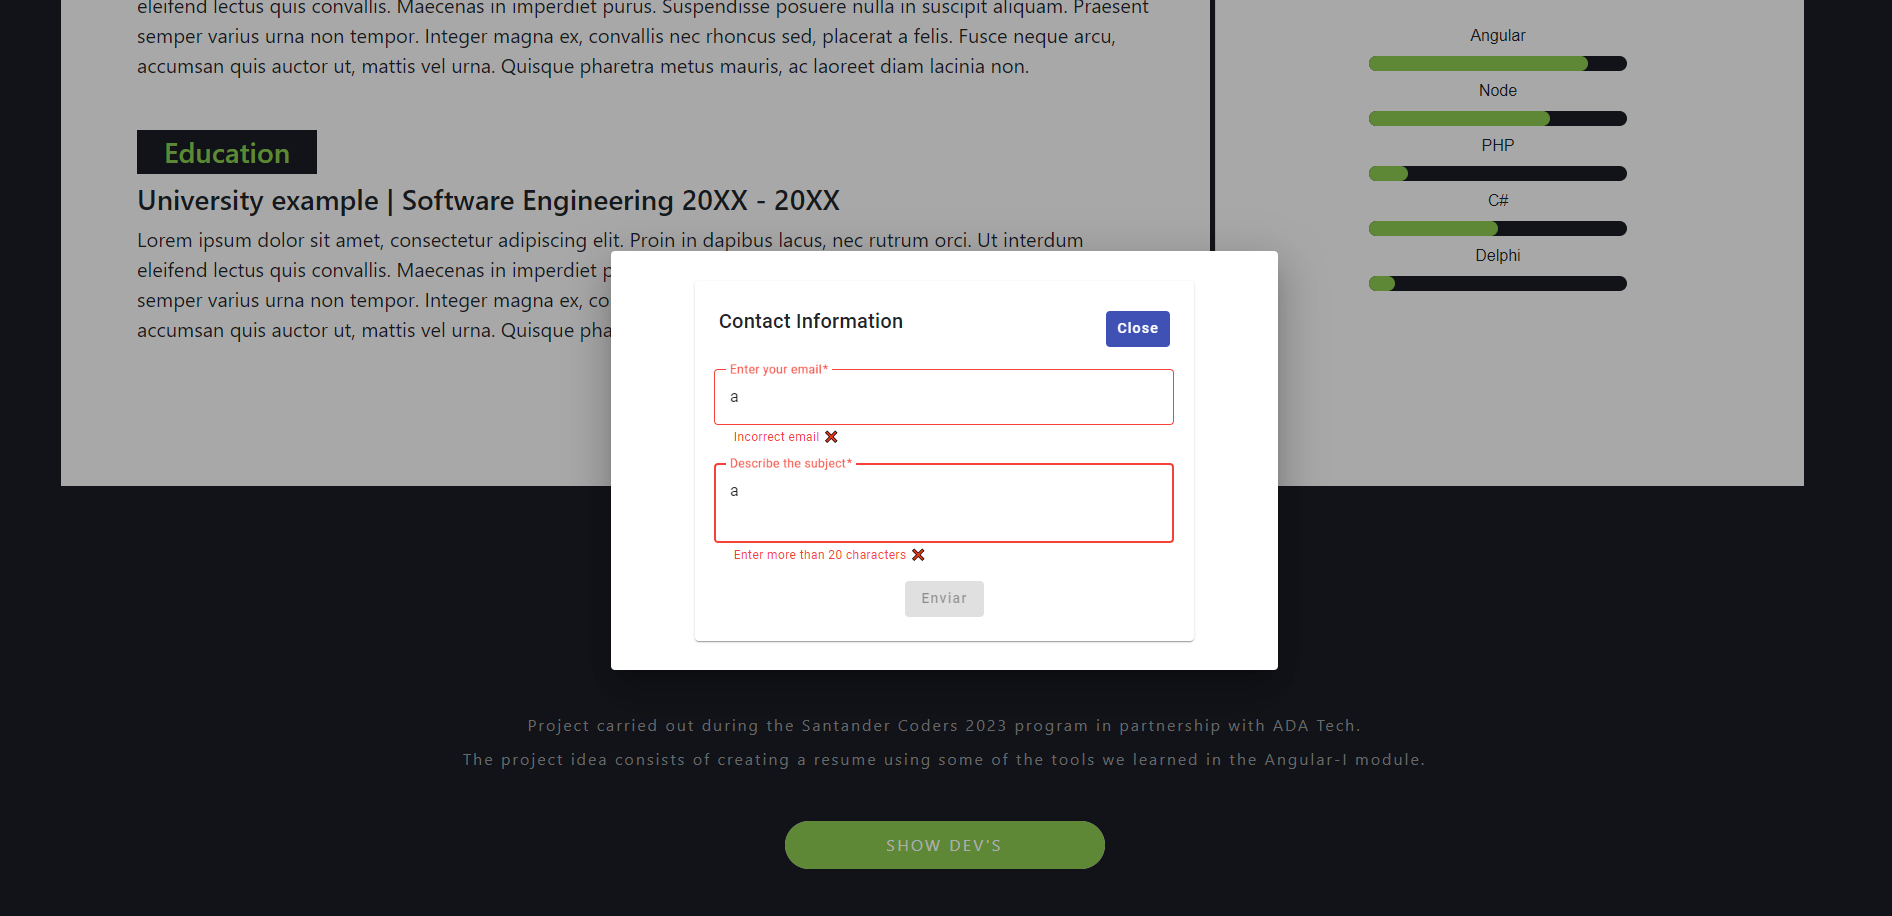 eleifend lectus quis convallis. Maecenas in imperdiet purus. Suspendisse posuere nulla in suscipit aliquam. Praesent
semper varius urna non tempor. Integer magna ex, convallis nec rhoncus sed, placerat a felis. Fusce neque arcu,
accumsan quis auctor ut, mattis vel urna. Quisque pharetra metus mauris, ac laoreet diam lacinia non.
Education
University example | Software Engineering 20XX - 20XX
Lorem ipsum dolor sit amet, consectetur adipiscing elit. Proin in dapibus lacus, nec rutrum orci. Ut interdum
eleifend lectus quis convallis. Maecenas in imperdiet
semper varius urna non tempor. Integer magna ex,
accumsan quis auctor ut, mattis vel urna. Quisque
Angular
Node
PHP
C#
Delphi
Contact Information
Close
Enter your email*
a
Incorrect email ❌
Describe the subject*
a
Enter more than 20 characters ❌
Enviar
Project carried out during the Santander Coders 2023 program in partnership with ADA Tech.
The project idea consists of creating a resume using some of the tools we learned in the Angular-I module.
SHOW DEV'S